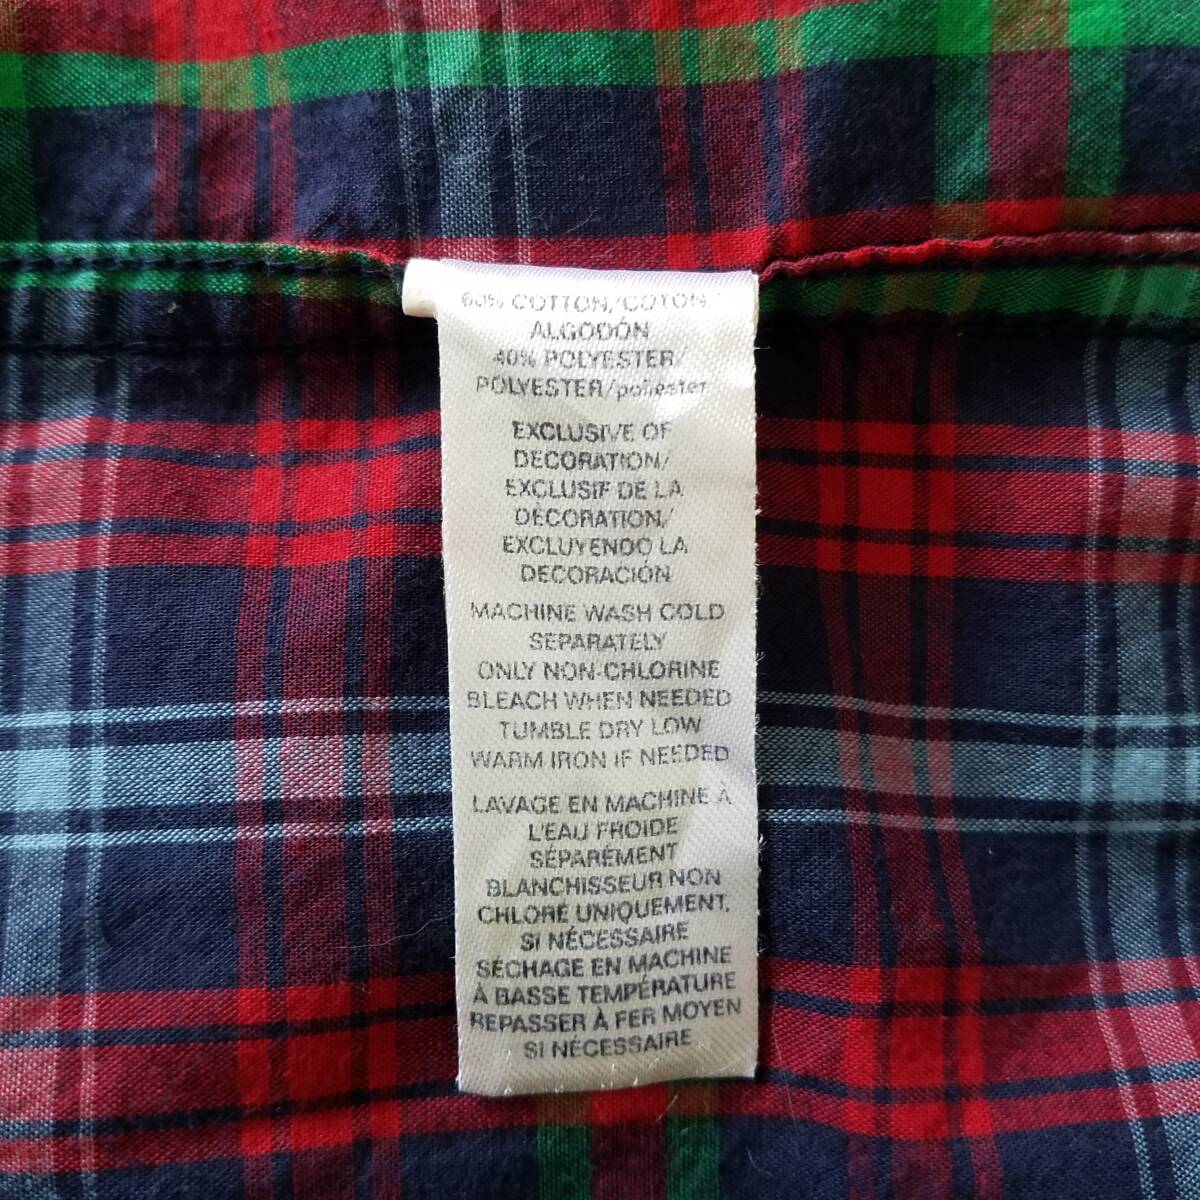 60% COTTON/COTON/
ALGODÓN
40% POLYESTER/
POLYESTER/poliéster
EXCLUSIVE OF
DECORATION/
EXCLUSIF DE LA
DÉCORATION/
EXCLUYENDO LA
DECORACIÓN
MACHINE WASH COLD
SEPARATELY
ONLY NON-CHLORINE
BLEACH WHEN NEEDED
TUMBLE DRY LOW
WARM IRON IF NEEDED
LAVAGE EN MACHINE À
L'EAU FROIDE
SÉPARÉMENT
BLANCHISSEUR NON
CHLORÉ UNIQUEMENT,
SI NÉCESSAIRE
SÉCHAGE EN MACHINE
À BASSE TEMPÉRATURE
REPASSER À FER MOYEN
SI NÉCESSAIRE